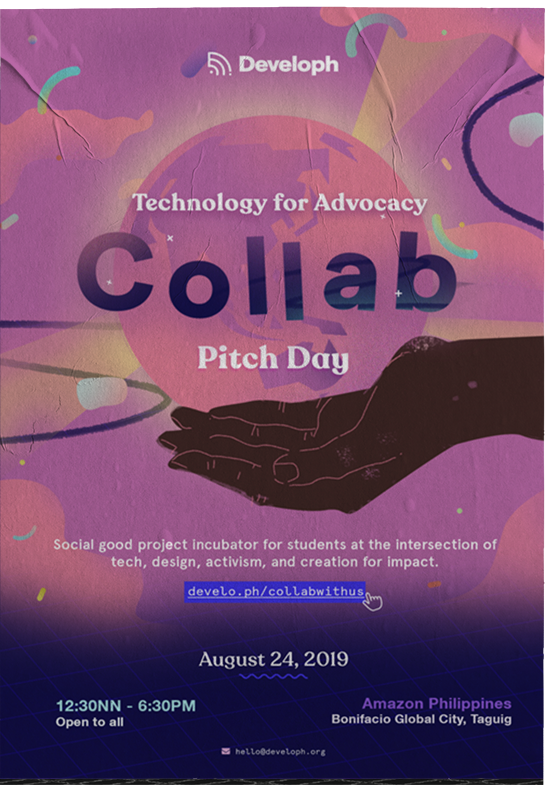 Developh
Technology for Advocacy
Collab
Pitch Day
Social good project incubator for students at the intersection of
tech, design, activism, and creation for impact.
develo.ph/collabwithus
August 24, 2019
12:30NN - 6:30PM
Open to all
Amazon Philippines
Bonifacio Global City, Taguig
hello@developh.org